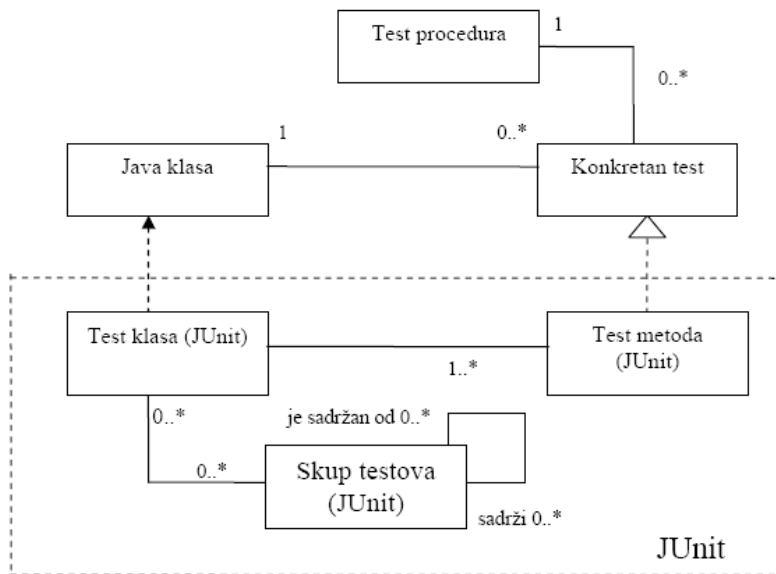 Test procedura
1
0..*
1
0..*
Java klasa
Konkretan test
Test klasa (JUnit)
Test metoda
(JUnit)
1..*
0..*
je sadržan od 0..*
0..*
Skup testova
(JUnit)
sadrži 0..*
JUnit